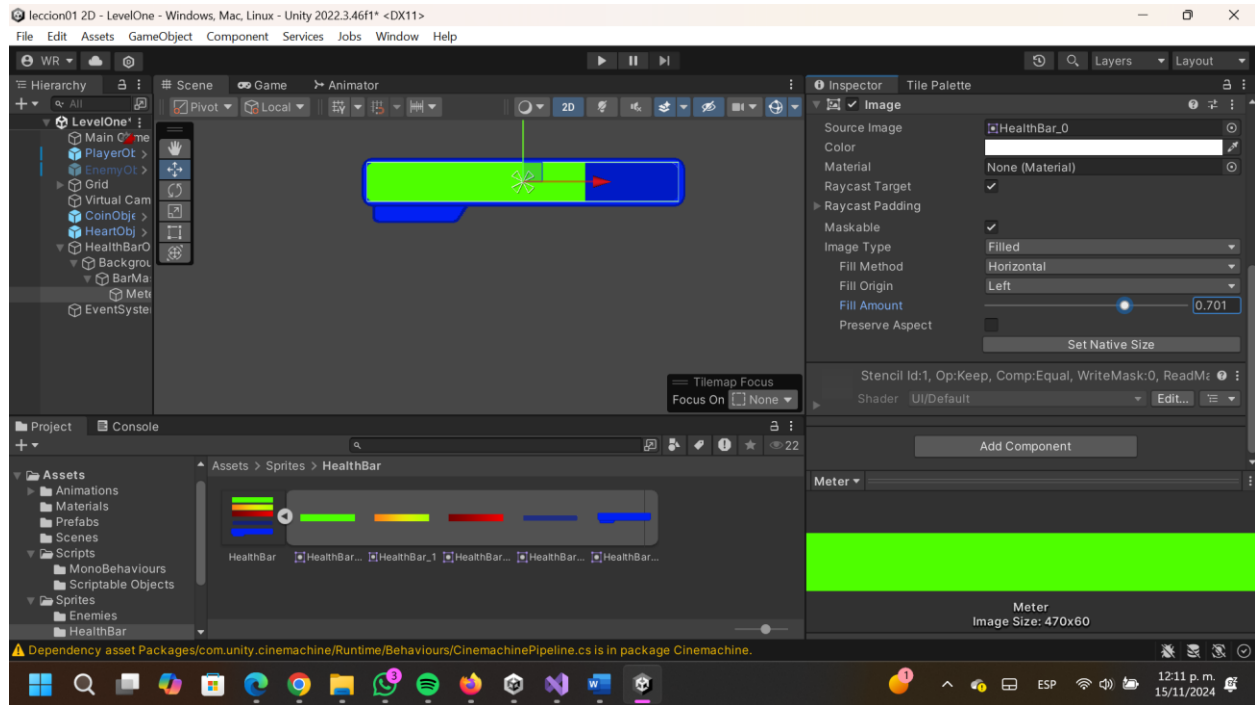 leccion01 2D - LevelOne - Windows, Mac, Linux - Unity 2022.3.46f1* <DX11>
File Edit Assets GameObject Component Services Jobs Window Help
WR Layers Layout
Hierarchy Scene Game Animator Inspector Tile Palette
All Pivot Local 2D Image
LevelOne*
Main
PlayerOb
EnemyOb
Grid
Virtual Cam
CoinObje
HeartObj
HealthBarO
Backgrou
BarMa
Mete
EventSyste
Source Image HealthBar_0
Color
Material None (Material)
Raycast Target
Raycast Padding
Maskable
Image Type Filled
Fill Method Horizontal
Fill Origin Left
Fill Amount 0.701
Preserve Aspect
Set Native Size
Tilemap Focus
Focus On None
Stencil Id:1, Op:Keep, Comp:Equal, WriteMask:0, ReadMa
Shader UI/Default Edit...
Add Component
Project Console
22
Assets
Animations
Materials
Prefabs
Scenes
Scripts
MonoBehaviours
Scriptable Objects
Sprites
Enemies
HealthBar
Assets > Sprites > HealthBar
HealthBar HealthBar... HealthBar_1 HealthBar... HealthBar... HealthBar...
Meter
Meter
Image Size: 470x60
Dependency asset Packages/com.unity.cinemachine/Runtime/Behaviours/CinemachinePipeline.cs is in package Cinemachine.
3
1
ESP
12:11 p. m.
15/11/2024